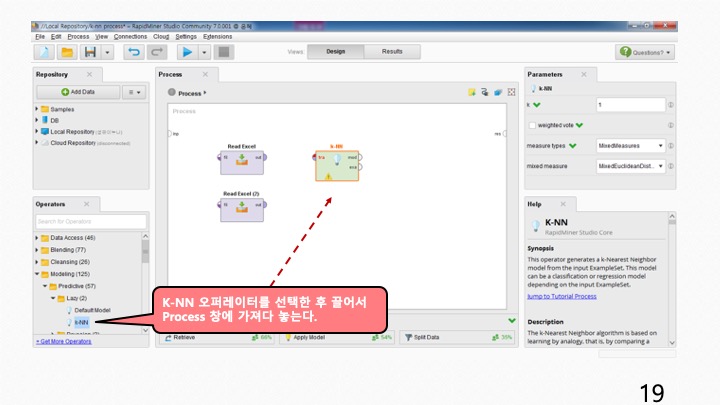 //Local Repository/k-nn process* – RapidMiner Studio Community 7.0.001 @
File Edit Process View Connections Cloud Settings Extensions
Views: Design Results
Questions?
Repository
Add Data
Samples
DB
Local Repository
Cloud Repository (disconnected)
Process
Process
Process
inp
res
Read Excel
fil out
Read Excel (2)
fil out
k-NN
tra mod
exa
Parameters
k-NN
k 1
weighted vote
measure types MixedMeasures
mixed measure MixedEuclideanDist...
Operators
Search for Operators
Data Access (46)
Blending (77)
Cleansing (26)
Modeling (125)
Predictive (57)
Lazy (2)
Default Model
k-NN
+ Get More Operators
K-NN 오퍼레이터를 선택한 후 끌어서
Process 창에 가져다 놓는다.
Retrieve 66% Apply Model 54% Split Data 36%
Help
K-NN
RapidMiner Studio Core
Synopsis
This operator generates a k-Nearest Neighbor
model from the input ExampleSet. This model
can be a classification or regression model
depending on the input ExampleSet.
Jump to Tutorial Process
Description
The k-Nearest Neighbor algorithm is based on
learning by analogy, that is, by comparing a
19